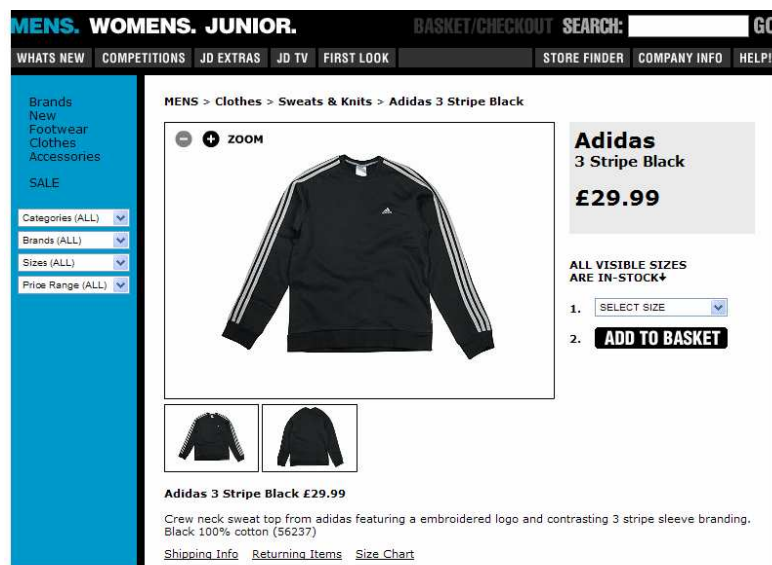 MENS. WOMENS. JUNIOR.
BASKET/CHECKOUT SEARCH: GO
WHATS NEW COMPETITIONS JD EXTRAS JD TV FIRST LOOK STORE FINDER COMPANY INFO HELP!
Brands
New
Footwear
Clothes
Accessories
SALE
Categories (ALL)
Brands (ALL)
Sizes (ALL)
Price Range (ALL)
MENS > Clothes > Sweats & Knits > Adidas 3 Stripe Black
ZOOM
Adidas
3 Stripe Black
£29.99
ALL VISIBLE SIZES
ARE IN-STOCK
1. SELECT SIZE
2. ADD TO BASKET
Adidas 3 Stripe Black £29.99
Crew neck sweat top from adidas featuring a embroidered logo and contrasting 3 stripe sleeve branding.
Black 100% cotton (56237)
Shipping Info Returning Items Size Chart